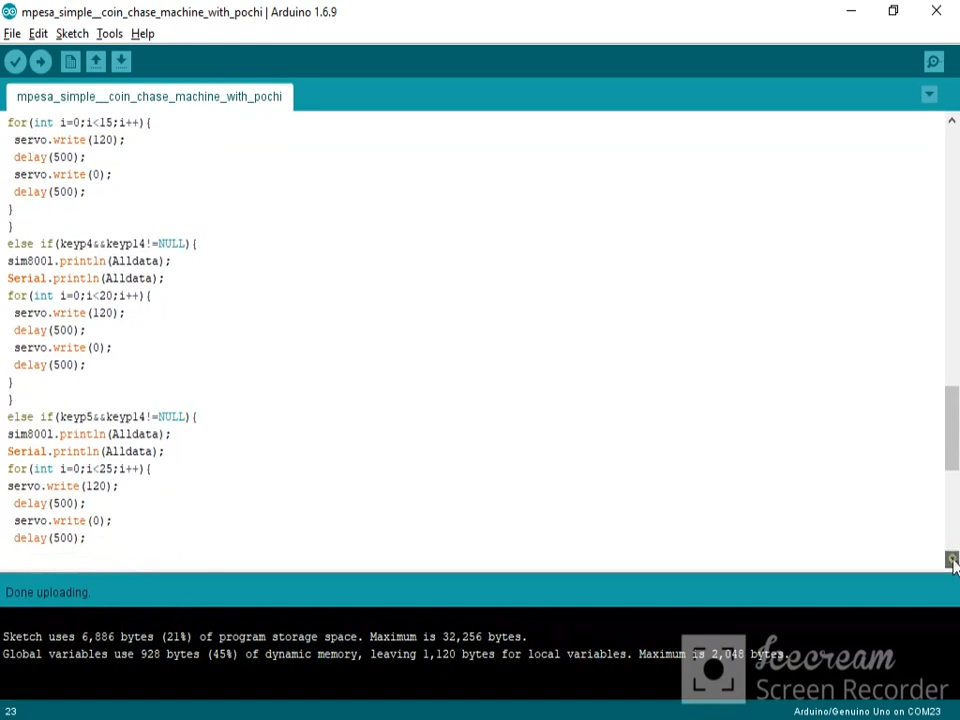 mpesa_simple__coin_chase_machine_with_pochi | Arduino 1.6.9
File Edit Sketch Tools Help
mpesa_simple__coin_chase_machine_with_pochi
for(int i=0;i<15;i++){
servo.write(120);
delay(500);
servo.write(0);
delay(500);
}
}
else if(keyp4&&keyp14!=NULL){
sim800l.println(Alldata);
Serial.println(Alldata);
for(int i=0;i<20;i++){
servo.write(120);
delay(500);
servo.write(0);
delay(500);
}
}
else if(keyp5&&keyp14!=NULL){
sim800l.println(Alldata);
Serial.println(Alldata);
for(int i=0;i<25;i++){
servo.write(120);
delay(500);
servo.write(0);
delay(500);
Done uploading.
Sketch uses 6,886 bytes (21%) of program storage space. Maximum is 32,256 bytes.
Global variables use 928 bytes (45%) of dynamic memory, leaving 1,120 bytes for local variables. Maximum is 2,048 bytes.
Icecream
Screen Recorder
23
Arduino/Genuino Uno on COM23